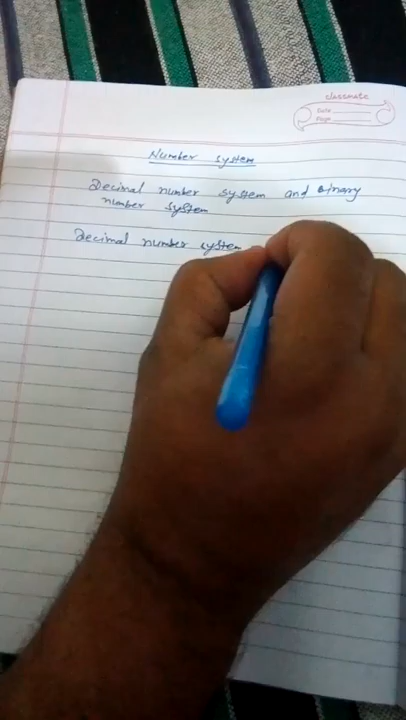 classmate
Date
Page
Number system
Decimal number system and Binary
number system
Decimal number system